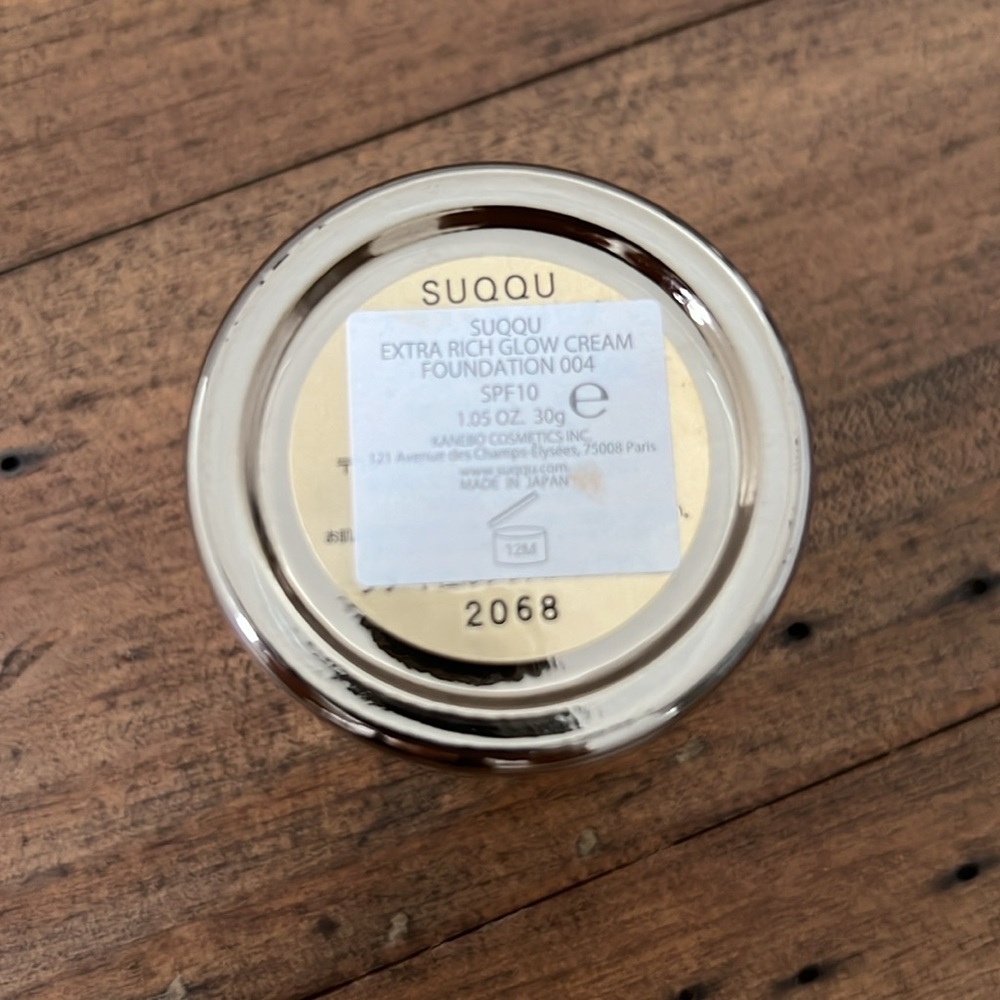 SUQQU
SUQQU
EXTRA RICH GLOW CREAM
FOUNDATION 004
SPF10
1.05 OZ. 30g e
KANEBO COSMETICS INC.
121 Avenue des Champs-Élysées, 75008 Paris
www.suqqu.com
MADE IN JAPAN
12M
2068